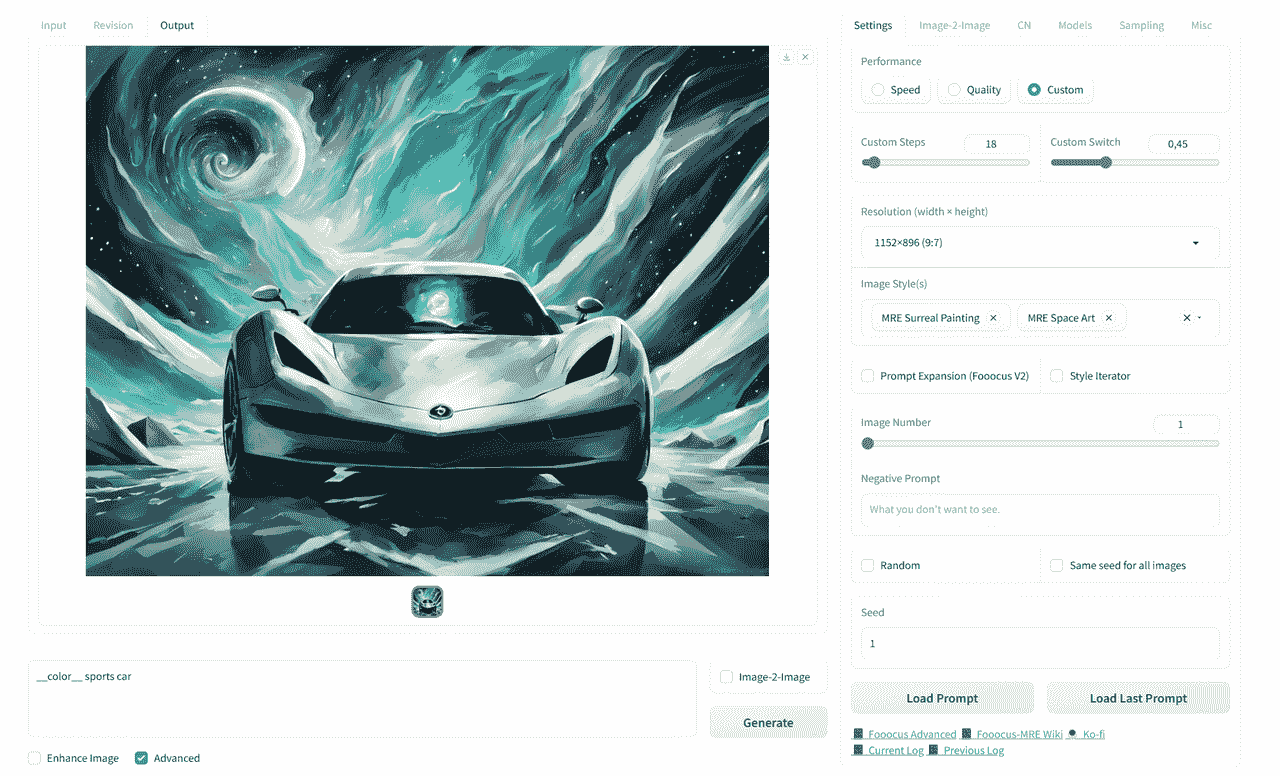 Input Revision Output
__color__ sports car
Image-2-Image
Generate
Enhance Image Advanced
Settings Image-2-Image CN Models Sampling Misc
Performance
Speed Quality Custom
Custom Steps 18 Custom Switch 0,45
Resolution (width × height)
1152×896 (9:7)
Image Style(s)
MRE Surreal Painting MRE Space Art
Prompt Expansion (Fooocus V2) Style Iterator
Image Number 1
Negative Prompt
What you don't want to see.
Random Same seed for all images
Seed
1
Load Prompt Load Last Prompt
Fooocus Advanced Fooocus-MRE Wiki Ko-fi
Current Log Previous Log